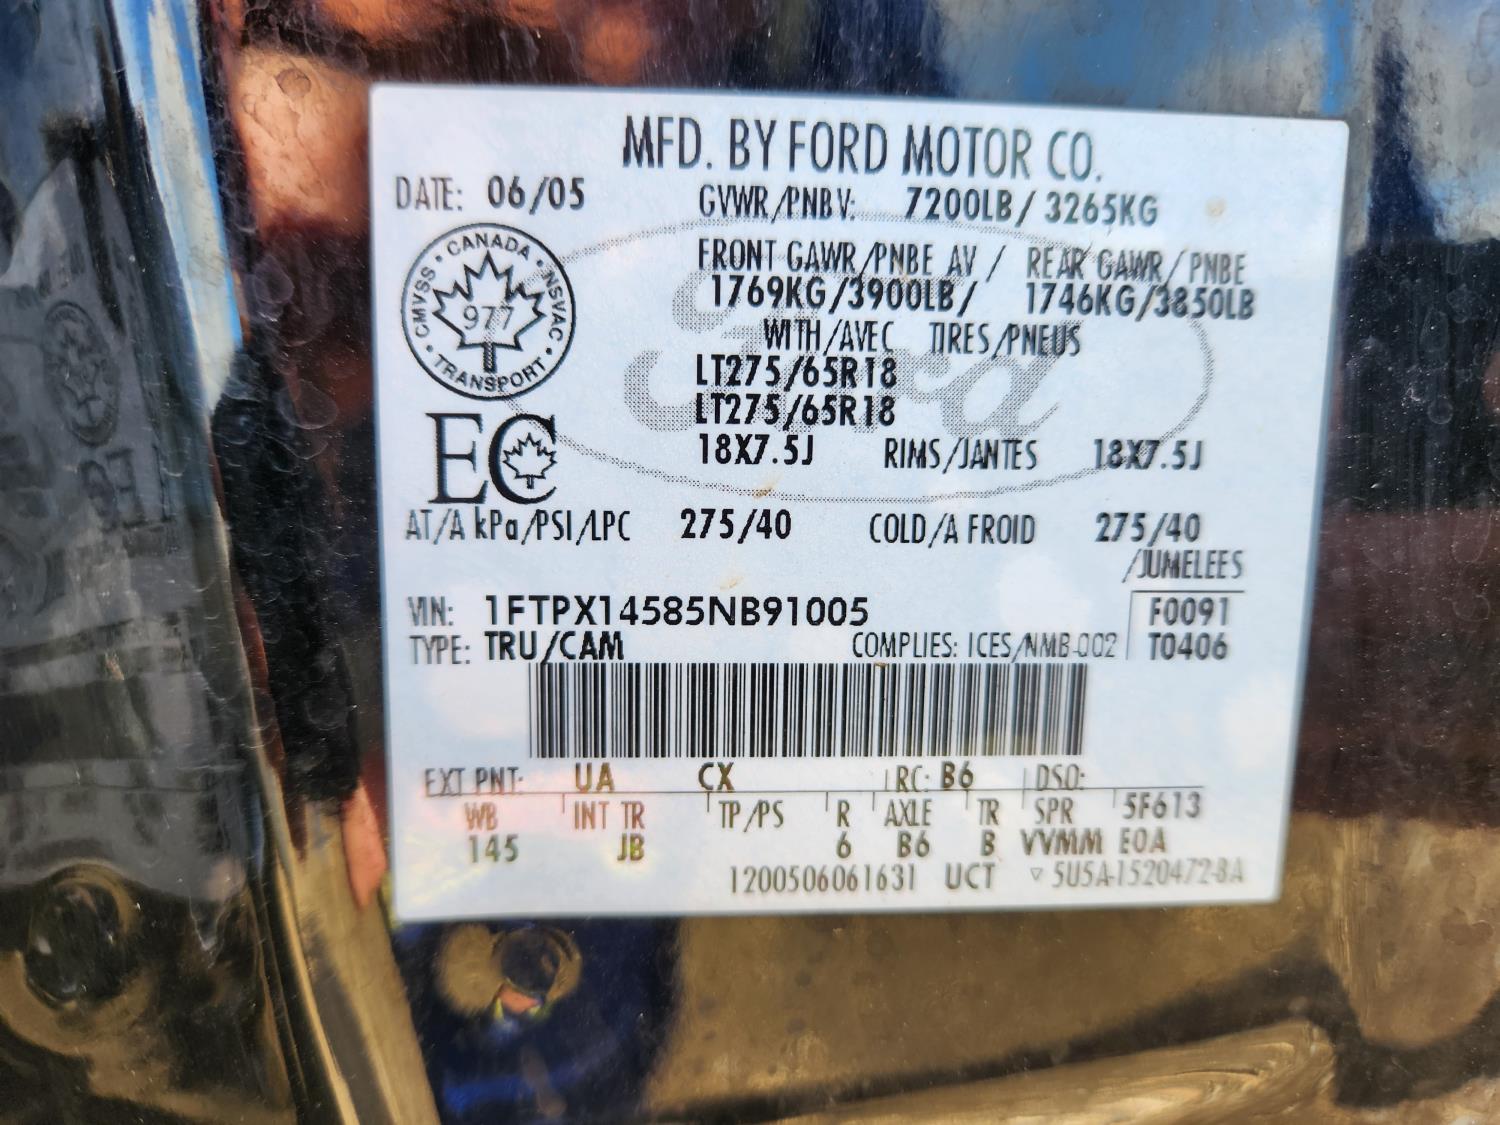 MFD. BY FORD MOTOR CO.
DATE: 06/05
GVWR/PNBV: 7200LB/ 3265KG
FRONT GAWR/PNBE AV / REAR GAWR/PNBE
1769KG/3900LB/ 1746KG/3850LB
WITH/AVEC TIRES/PNEUS
LT275/65R18
LT275/65R18
18X7.5J RIMS/JANTES 18X7.5J
CANADA • NSVAC • TRANSPORT • CMVSS •
977
EC
Ford
AT/A kPa/PSI/LPC 275/40 COLD/A FROID 275/40
/JUMELEES
VIN: 1FTPX14585NB91005 F0091
TYPE: TRU/CAM COMPLIES: ICES/NMB-002 T0406
EXT PNT: UA CX RC: B6 DSO:
WB INT TR TP/PS R AXLE TR SPR 5F613
145 JB 6 B6 B VVMM EOA
1200506061631 UCT ▽ 5U5A-1520472-BA